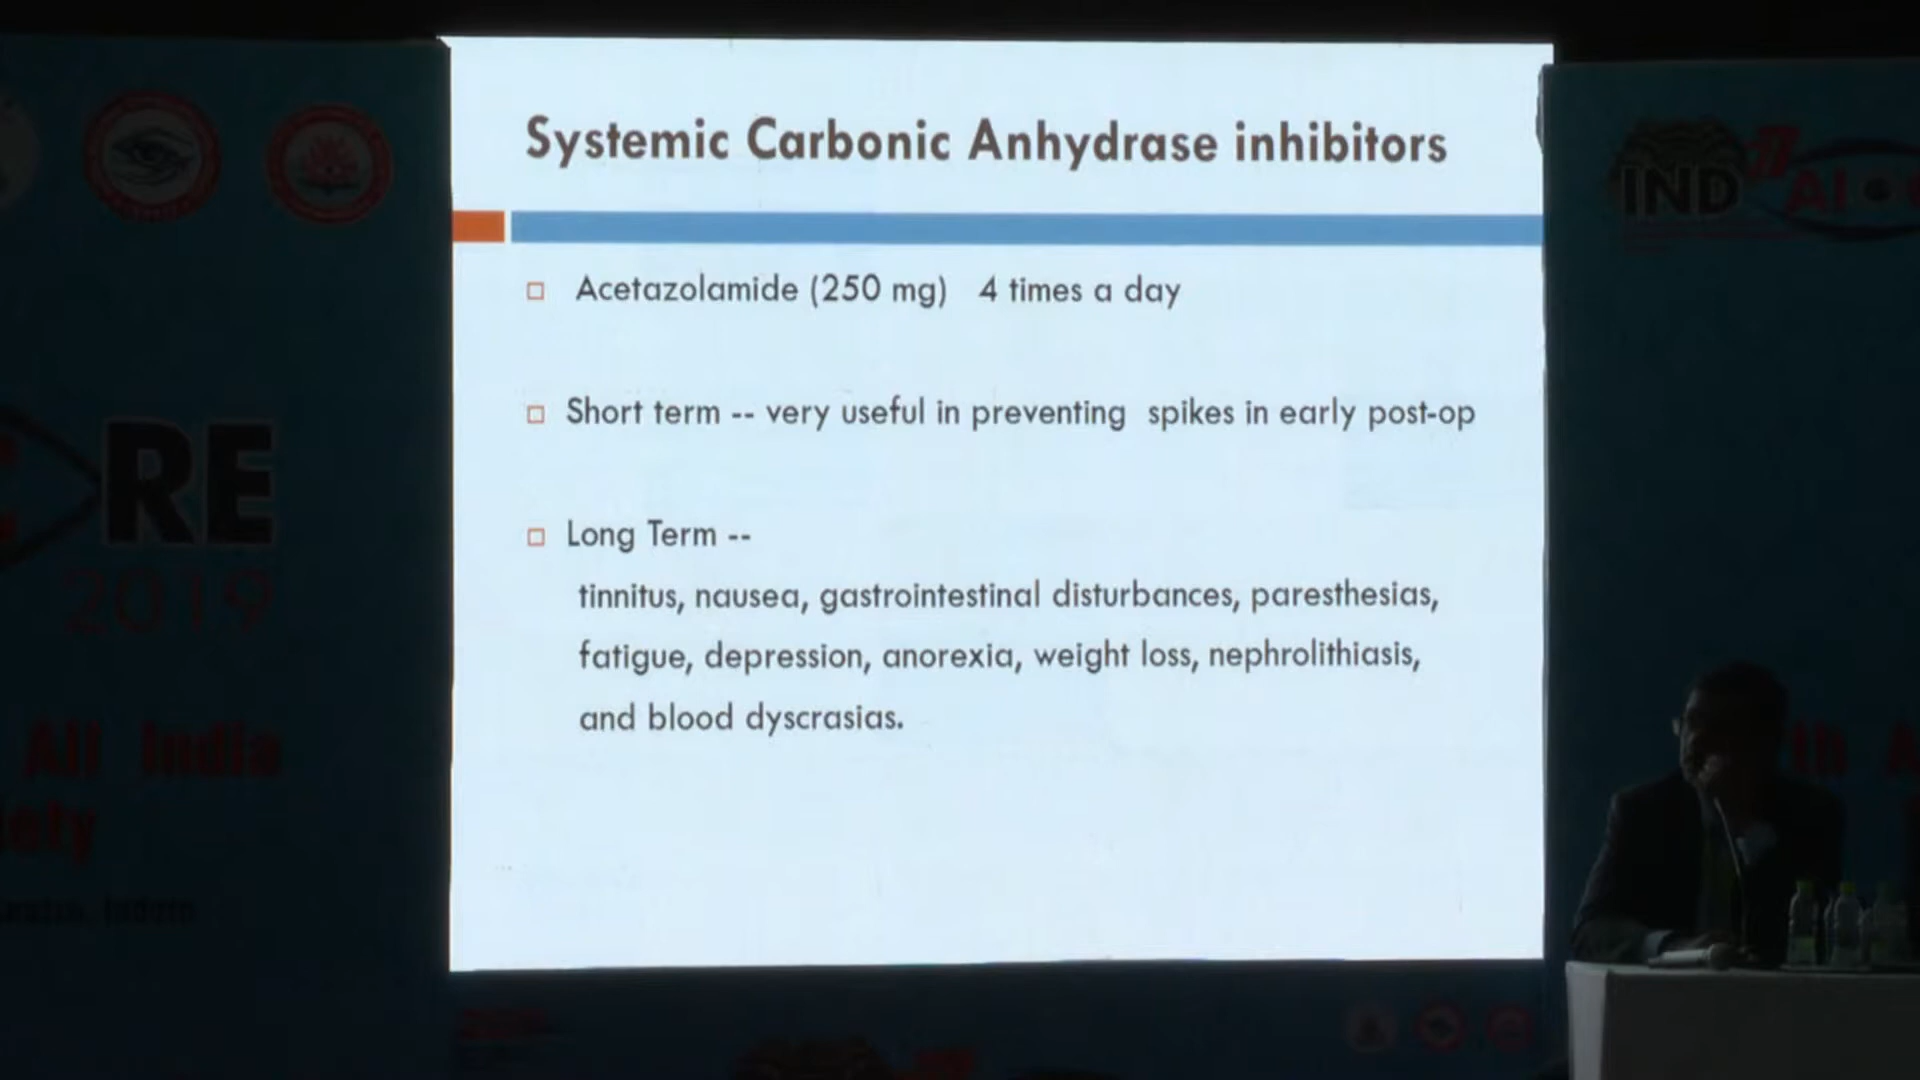 Systemic Carbonic Anhydrase inhibitors
Acetazolamide (250 mg) 4 times a day
Short term -- very useful in preventing spikes in early post-op
Long Term --
tinnitus, nausea, gastrointestinal disturbances, paresthesias,
fatigue, depression, anorexia, weight loss, nephrolithiasis,
and blood dyscrasias.
RE
2019
All India
IND